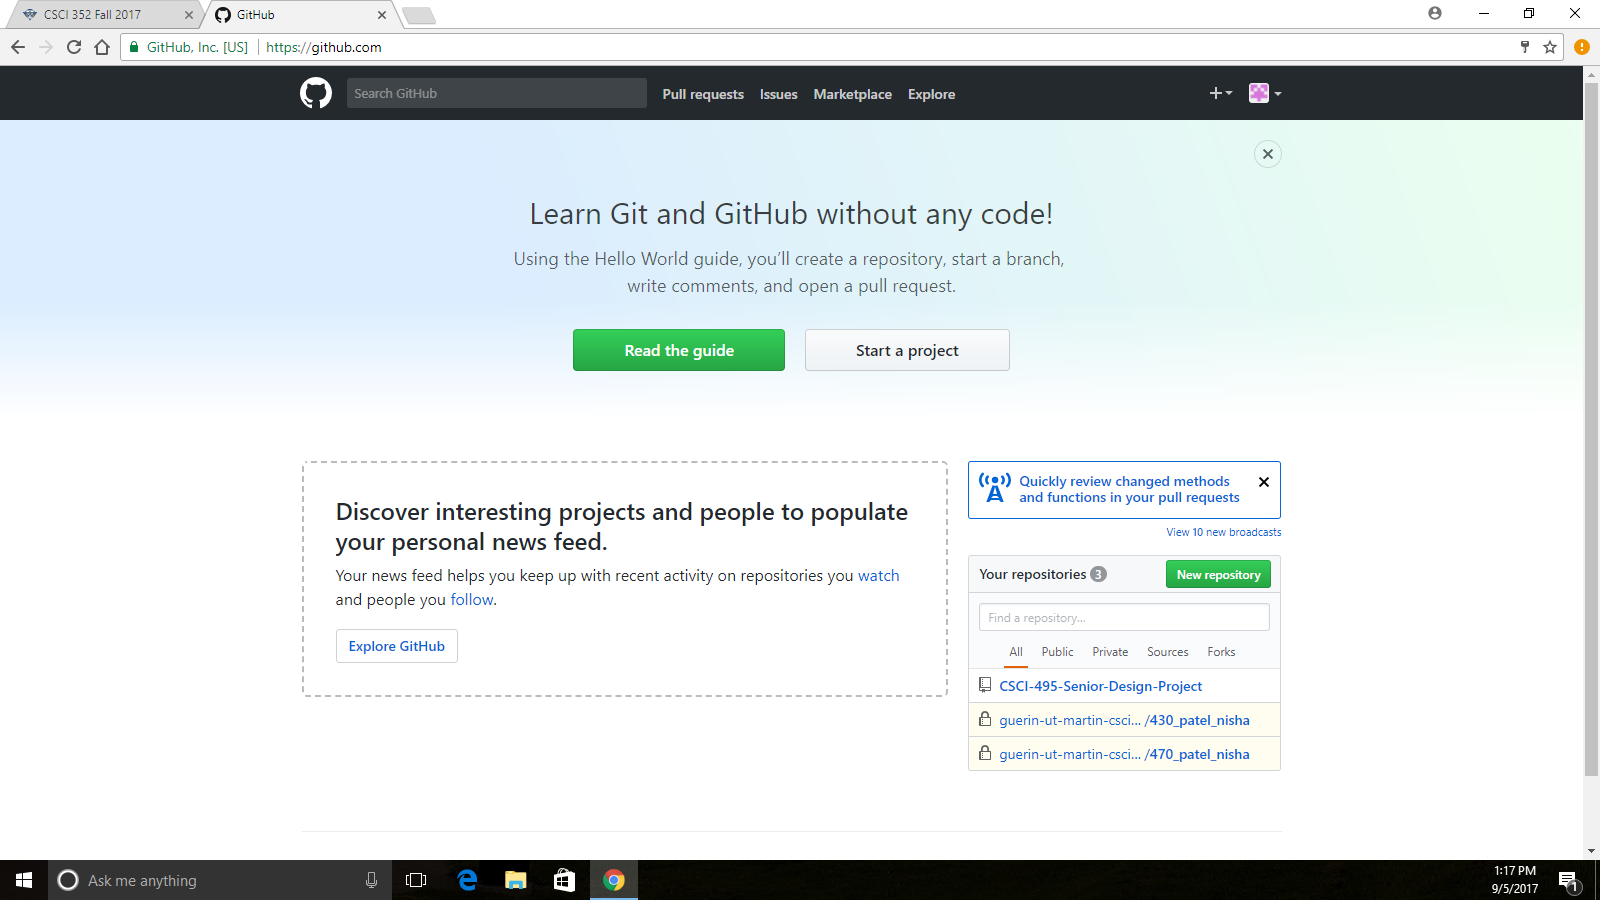 CSCI 352 Fall 2017
GitHub
GitHub, Inc. [US]
https://github.com
Search GitHub
Pull requests
Issues
Marketplace
Explore
Learn Git and GitHub without any code!
Using the Hello World guide, you’ll create a repository, start a branch,
write comments, and open a pull request.
Read the guide
Start a project
Discover interesting projects and people to populate
your personal news feed.
Your news feed helps you keep up with recent activity on repositories you watch
and people you follow.
Explore GitHub
Quickly review changed methods
and functions in your pull requests
View 10 new broadcasts
Your repositories 3
New repository
Find a repository...
All
Public
Private
Sources
Forks
CSCI-495-Senior-Design-Project
guerin-ut-martin-csci... /430_patel_nisha
guerin-ut-martin-csci... /470_patel_nisha
Ask me anything
1:17 PM
9/5/2017
1